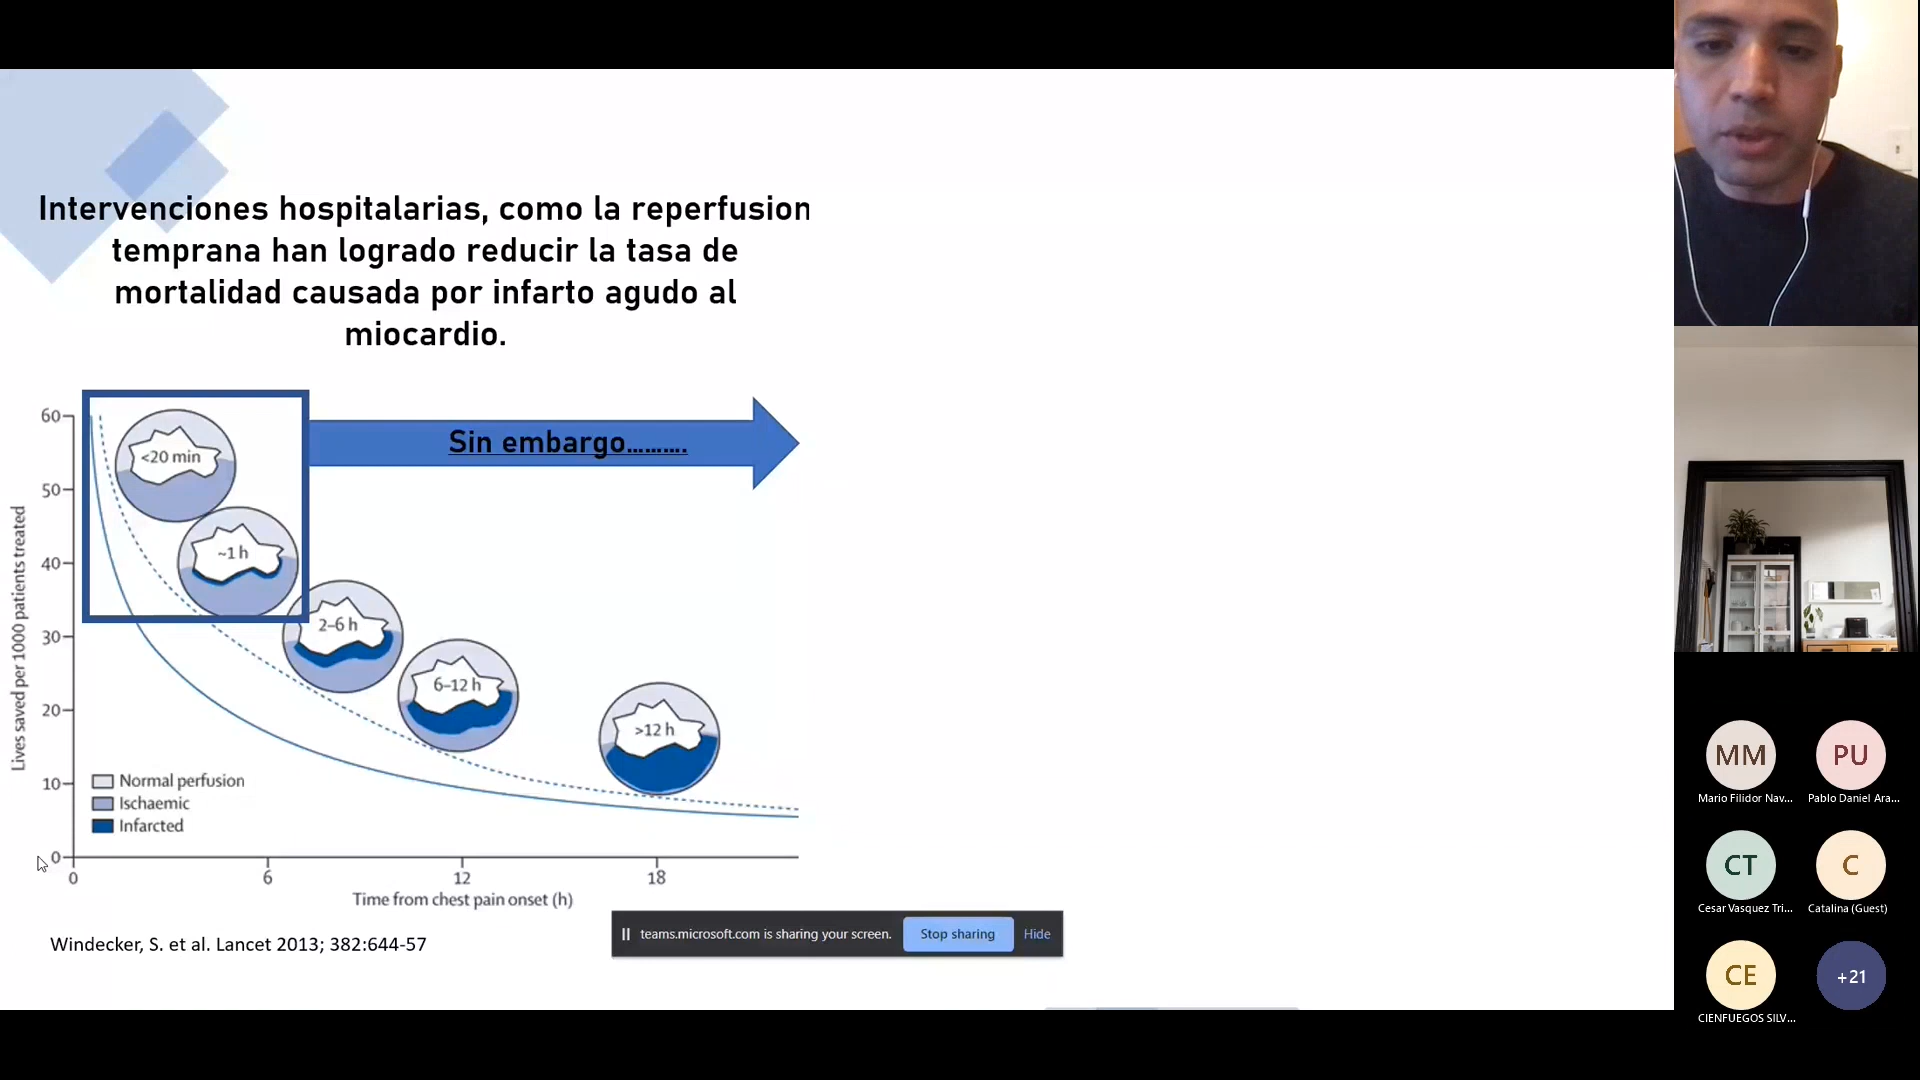 Intervenciones hospitalarias, como la reperfusion
temprana han logrado reducir la tasa de
mortalidad causada por infarto agudo al
miocardio.
Sin embargo..........
Lives saved per 1000 patients treated
60
50
40
30
20
10
0
<20 min
~1 h
2–6 h
6–12 h
>12 h
Normal perfusion
Ischaemic
Infarcted
0
6
12
18
Time from chest pain onset (h)
Windecker, S. et al. Lancet 2013; 382:644-57
teams.microsoft.com is sharing your screen.
Stop sharing
Hide
MM
PU
Mario Filidor Nav...
Pablo Daniel Ara...
CT
C
Cesar Vasquez Tri...
Catalina (Guest)
CE
+21
CIENFUEGOS SILV...